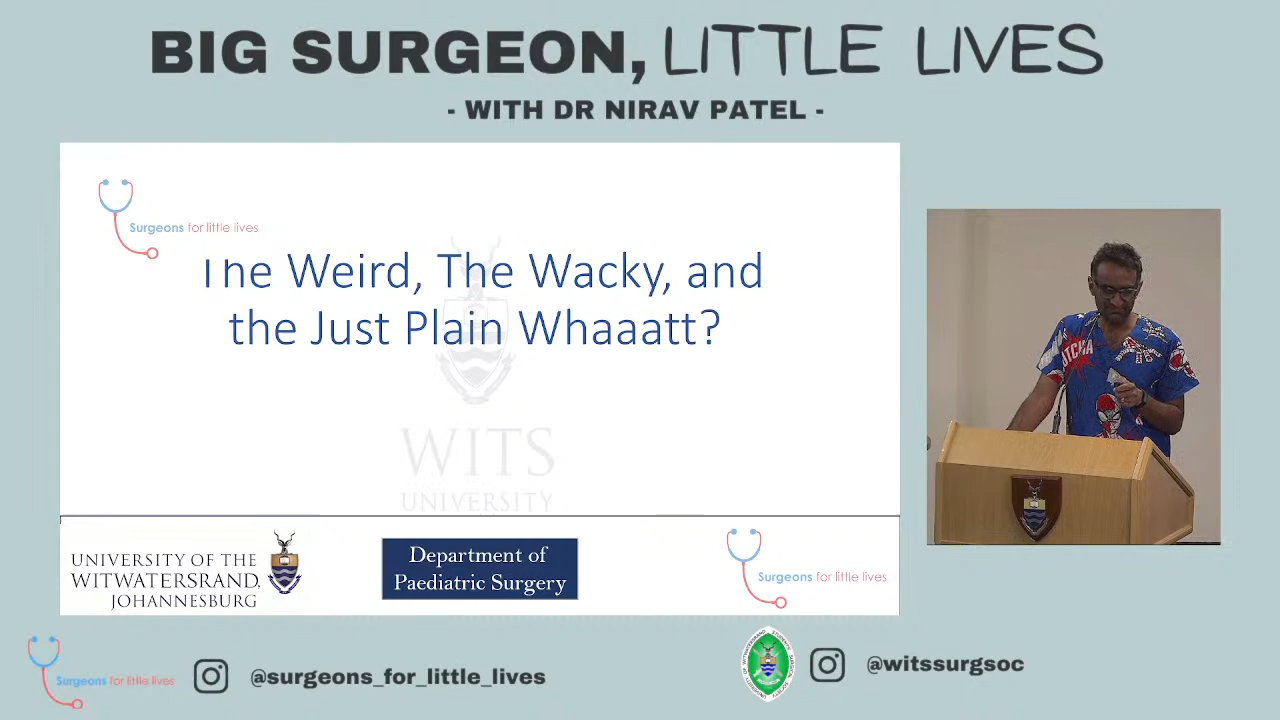 BIG SURGEON, LITTLE LIVES
- WITH DR NIRAV PATEL -
Surgeons for little lives
The Weird, The Wacky, and
the Just Plain Whaaatt?
WITS
UNIVERSITY
UNIVERSITY OF THE
WITWATERSRAND,
JOHANNESBURG
Department of
Paediatric Surgery
Surgeons for little lives
Surgeons for little lives
@surgeons_for_little_lives
@witssurgsoc